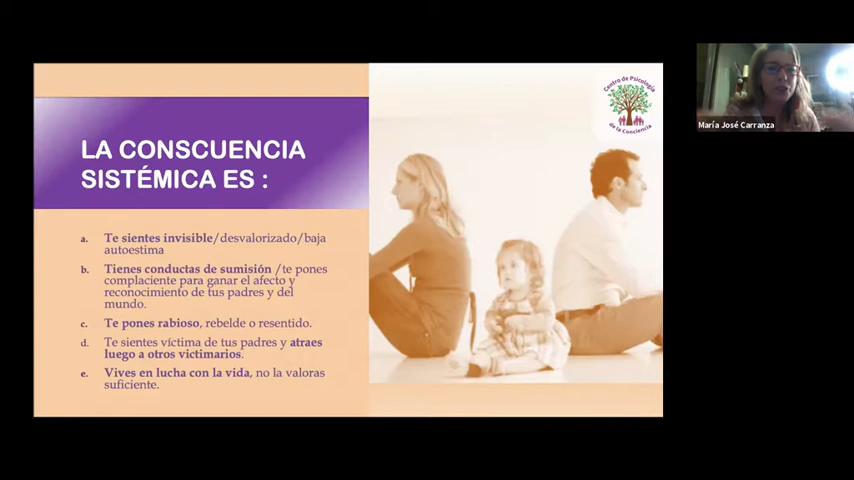 LA CONSCUENCIA
SISTÉMICA ES :
a. Te sientes invisible/desvalorizado/baja
autoestima
b. Tienes conductas de sumisión /te pones
complaciente para ganar el afecto y
reconocimiento de tus padres y del
mundo.
c. Te pones rabioso, rebelde o resentido.
d. Te sientes víctima de tus padres y atraes
luego a otros victimarios.
e. Vives en lucha con la vida, no la valoras
suficiente.
Centro de Psicología
de la Conciencia
María José Carranza